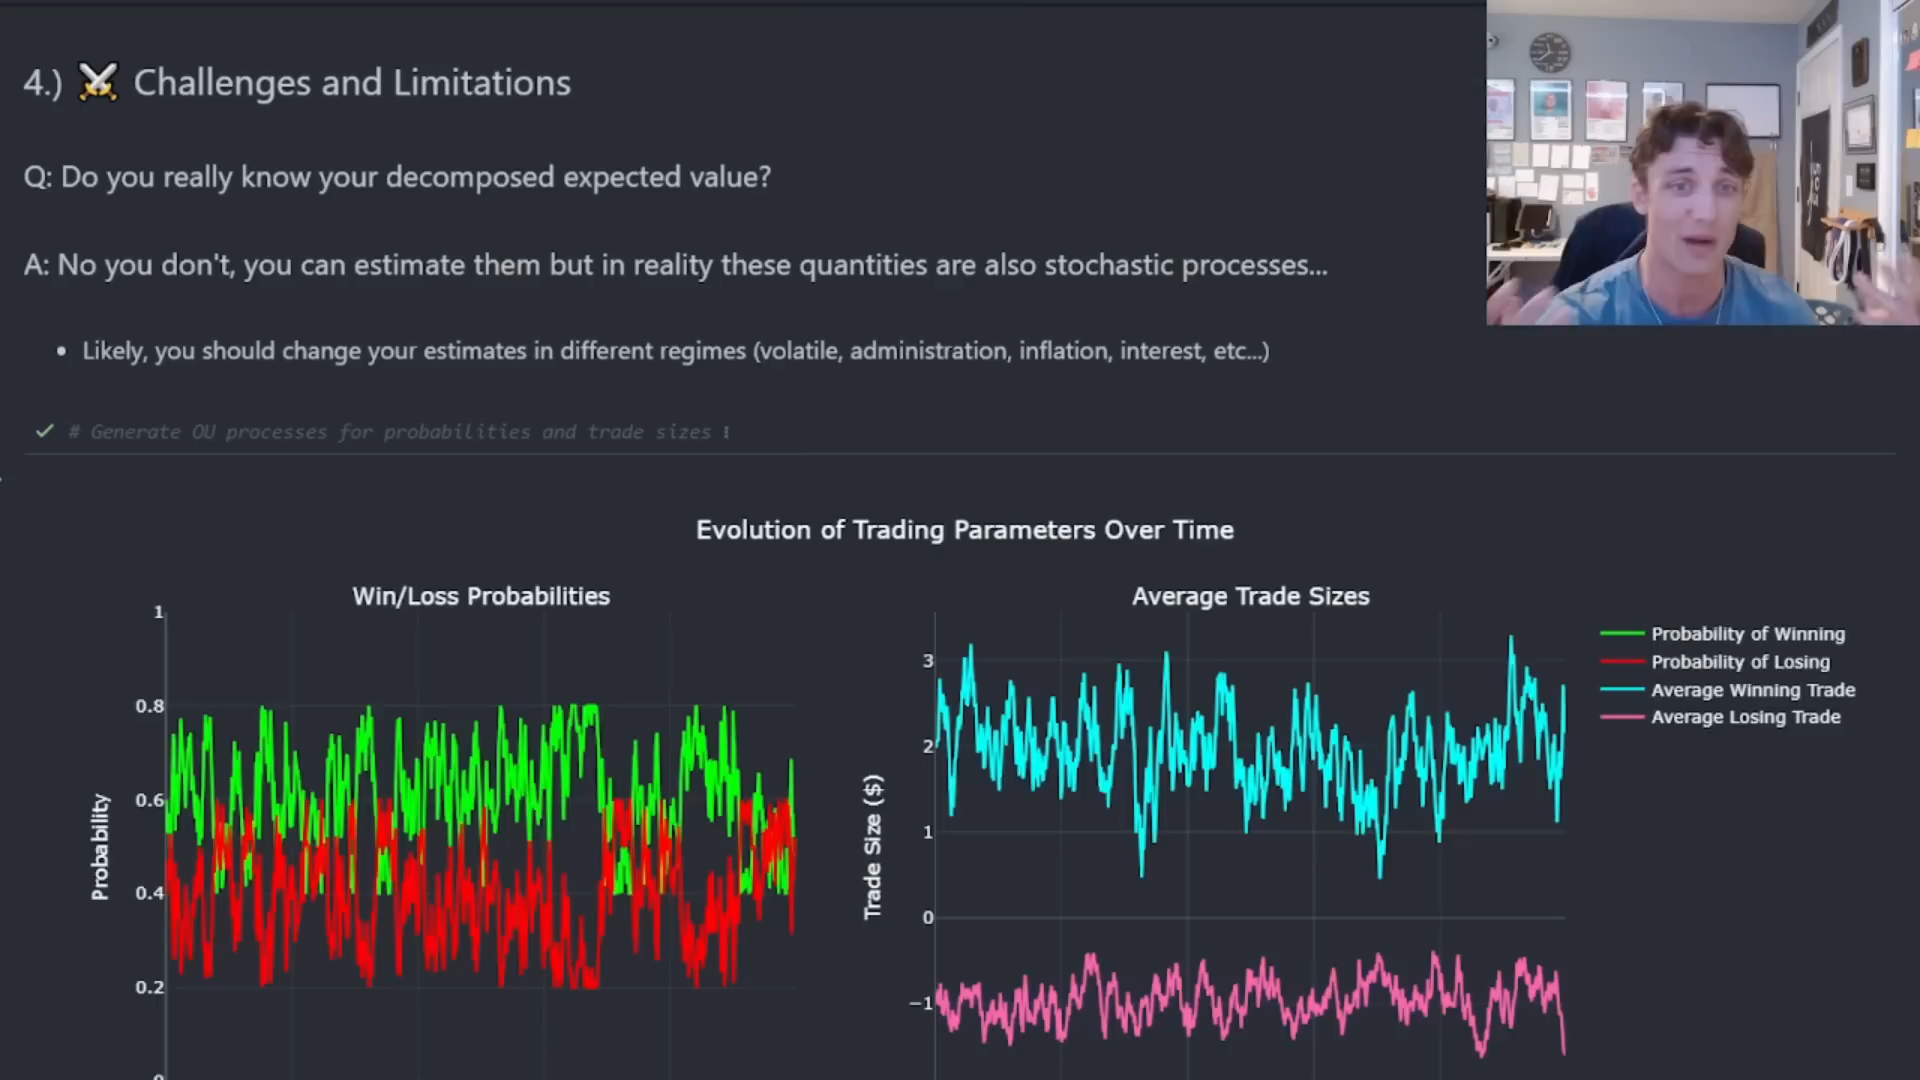 4.) ⚔️ Challenges and Limitations
Q: Do you really know your decomposed expected value?
A: No you don't, you can estimate them but in reality these quantities are also stochastic processes...
• Likely, you should change your estimates in different regimes (volatile, administration, inflation, interest, etc...)
# Generate OU processes for probabilities and trade sizes
Evolution of Trading Parameters Over Time
Win/Loss Probabilities
1
0.8
0.6
0.4
0.2
0
Probability
Average Trade Sizes
3
2
1
0
−1
Trade Size ($)
Probability of Winning
Probability of Losing
Average Winning Trade
Average Losing Trade